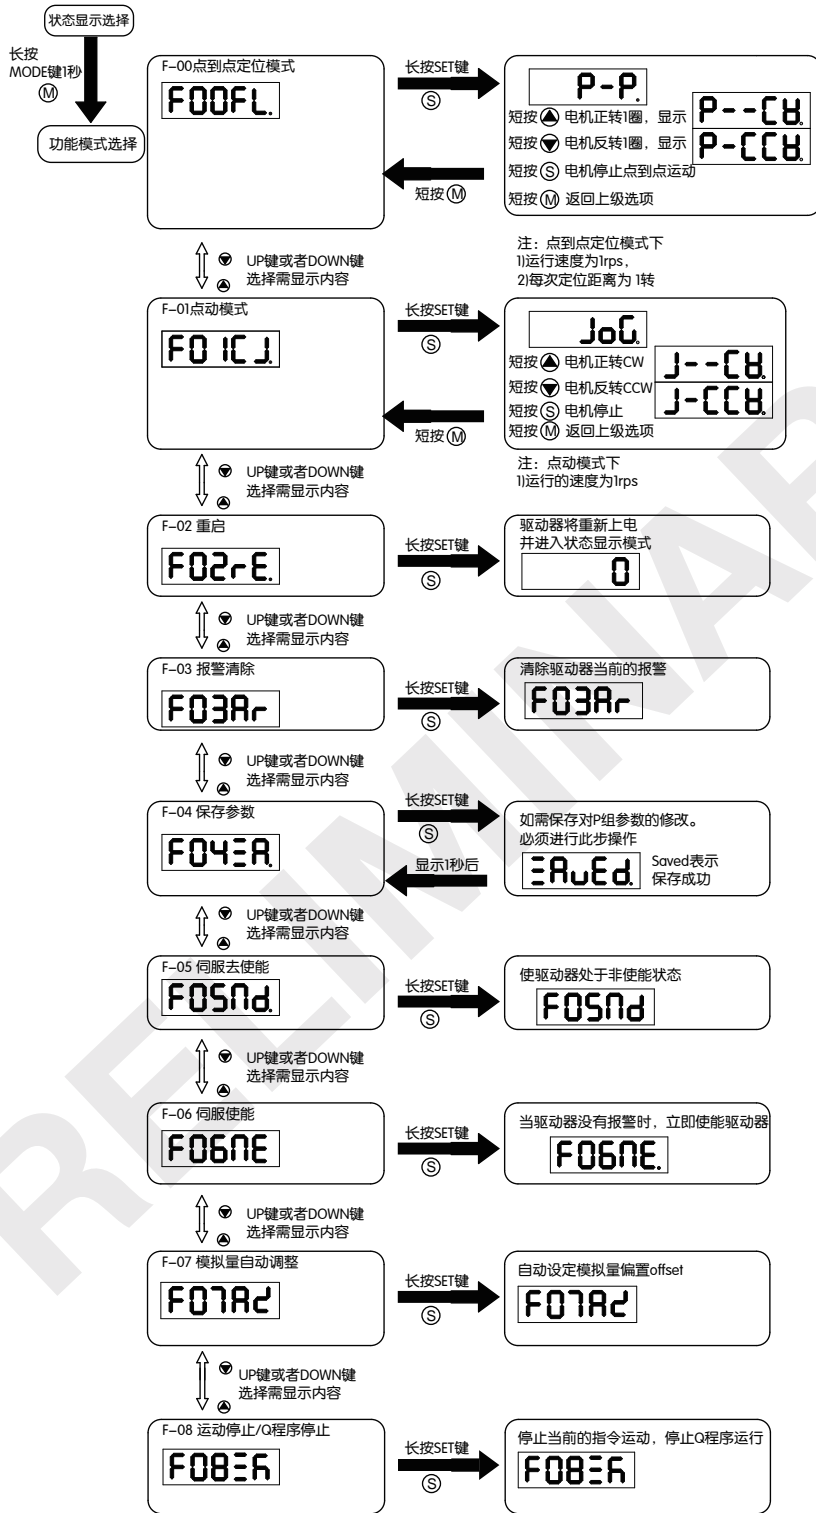 状态显示选择
长按
MODE键1秒
M
功能模式选择
F-00点到点定位模式
F00FL.
长按SET键
S
P-P.
短按 电机正转1圈，显示 P--CW.
短按 电机反转1圈，显示 P-CCW.
短按 S 电机停止点到点运动
短按 M 返回上级选项
短按 M
注：点到点定位模式下
1)运行速度为1rps，
2)每次定位距离为 1转
UP键或者DOWN键
选择需显示内容
F-01点动模式
F01CJ.
长按SET键
S
JoG.
短按 电机正转CW J--CW.
短按 电机反转CCW J-CCW.
短按 S 电机停止
短按 M 返回上级选项
短按 M
注：点动模式下
1)运行的速度为1rps
UP键或者DOWN键
选择需显示内容
F-02 重启
F02rE.
长按SET键
S
驱动器将重新上电
并进入状态显示模式
0
UP键或者DOWN键
选择需显示内容
F-03 报警清除
F03Ar
长按SET键
S
清除驱动器当前的报警
F03Ar
UP键或者DOWN键
选择需显示内容
F-04 保存参数
F04SA.
长按SET键
S
显示1秒后
如需保存对P组参数的修改。
必须进行此步操作
SAvEd. Saved表示
保存成功
UP键或者DOWN键
选择需显示内容
F-05 伺服去使能
F05Md.
长按SET键
S
使驱动器处于非使能状态
F05Md
UP键或者DOWN键
选择需显示内容
F-06 伺服使能
F06ME
长按SET键
S
当驱动器没有报警时，立即使能驱动器
F06ME.
UP键或者DOWN键
选择需显示内容
F-07 模拟量自动调整
F07Ad
长按SET键
S
自动设定模拟量偏置offset
F07Ad
UP键或者DOWN键
选择需显示内容
F-08 运动停止/Q程序停止
F08SK
长按SET键
S
停止当前的指令运动，停止Q程序运行
F08SK
RELIMINAR